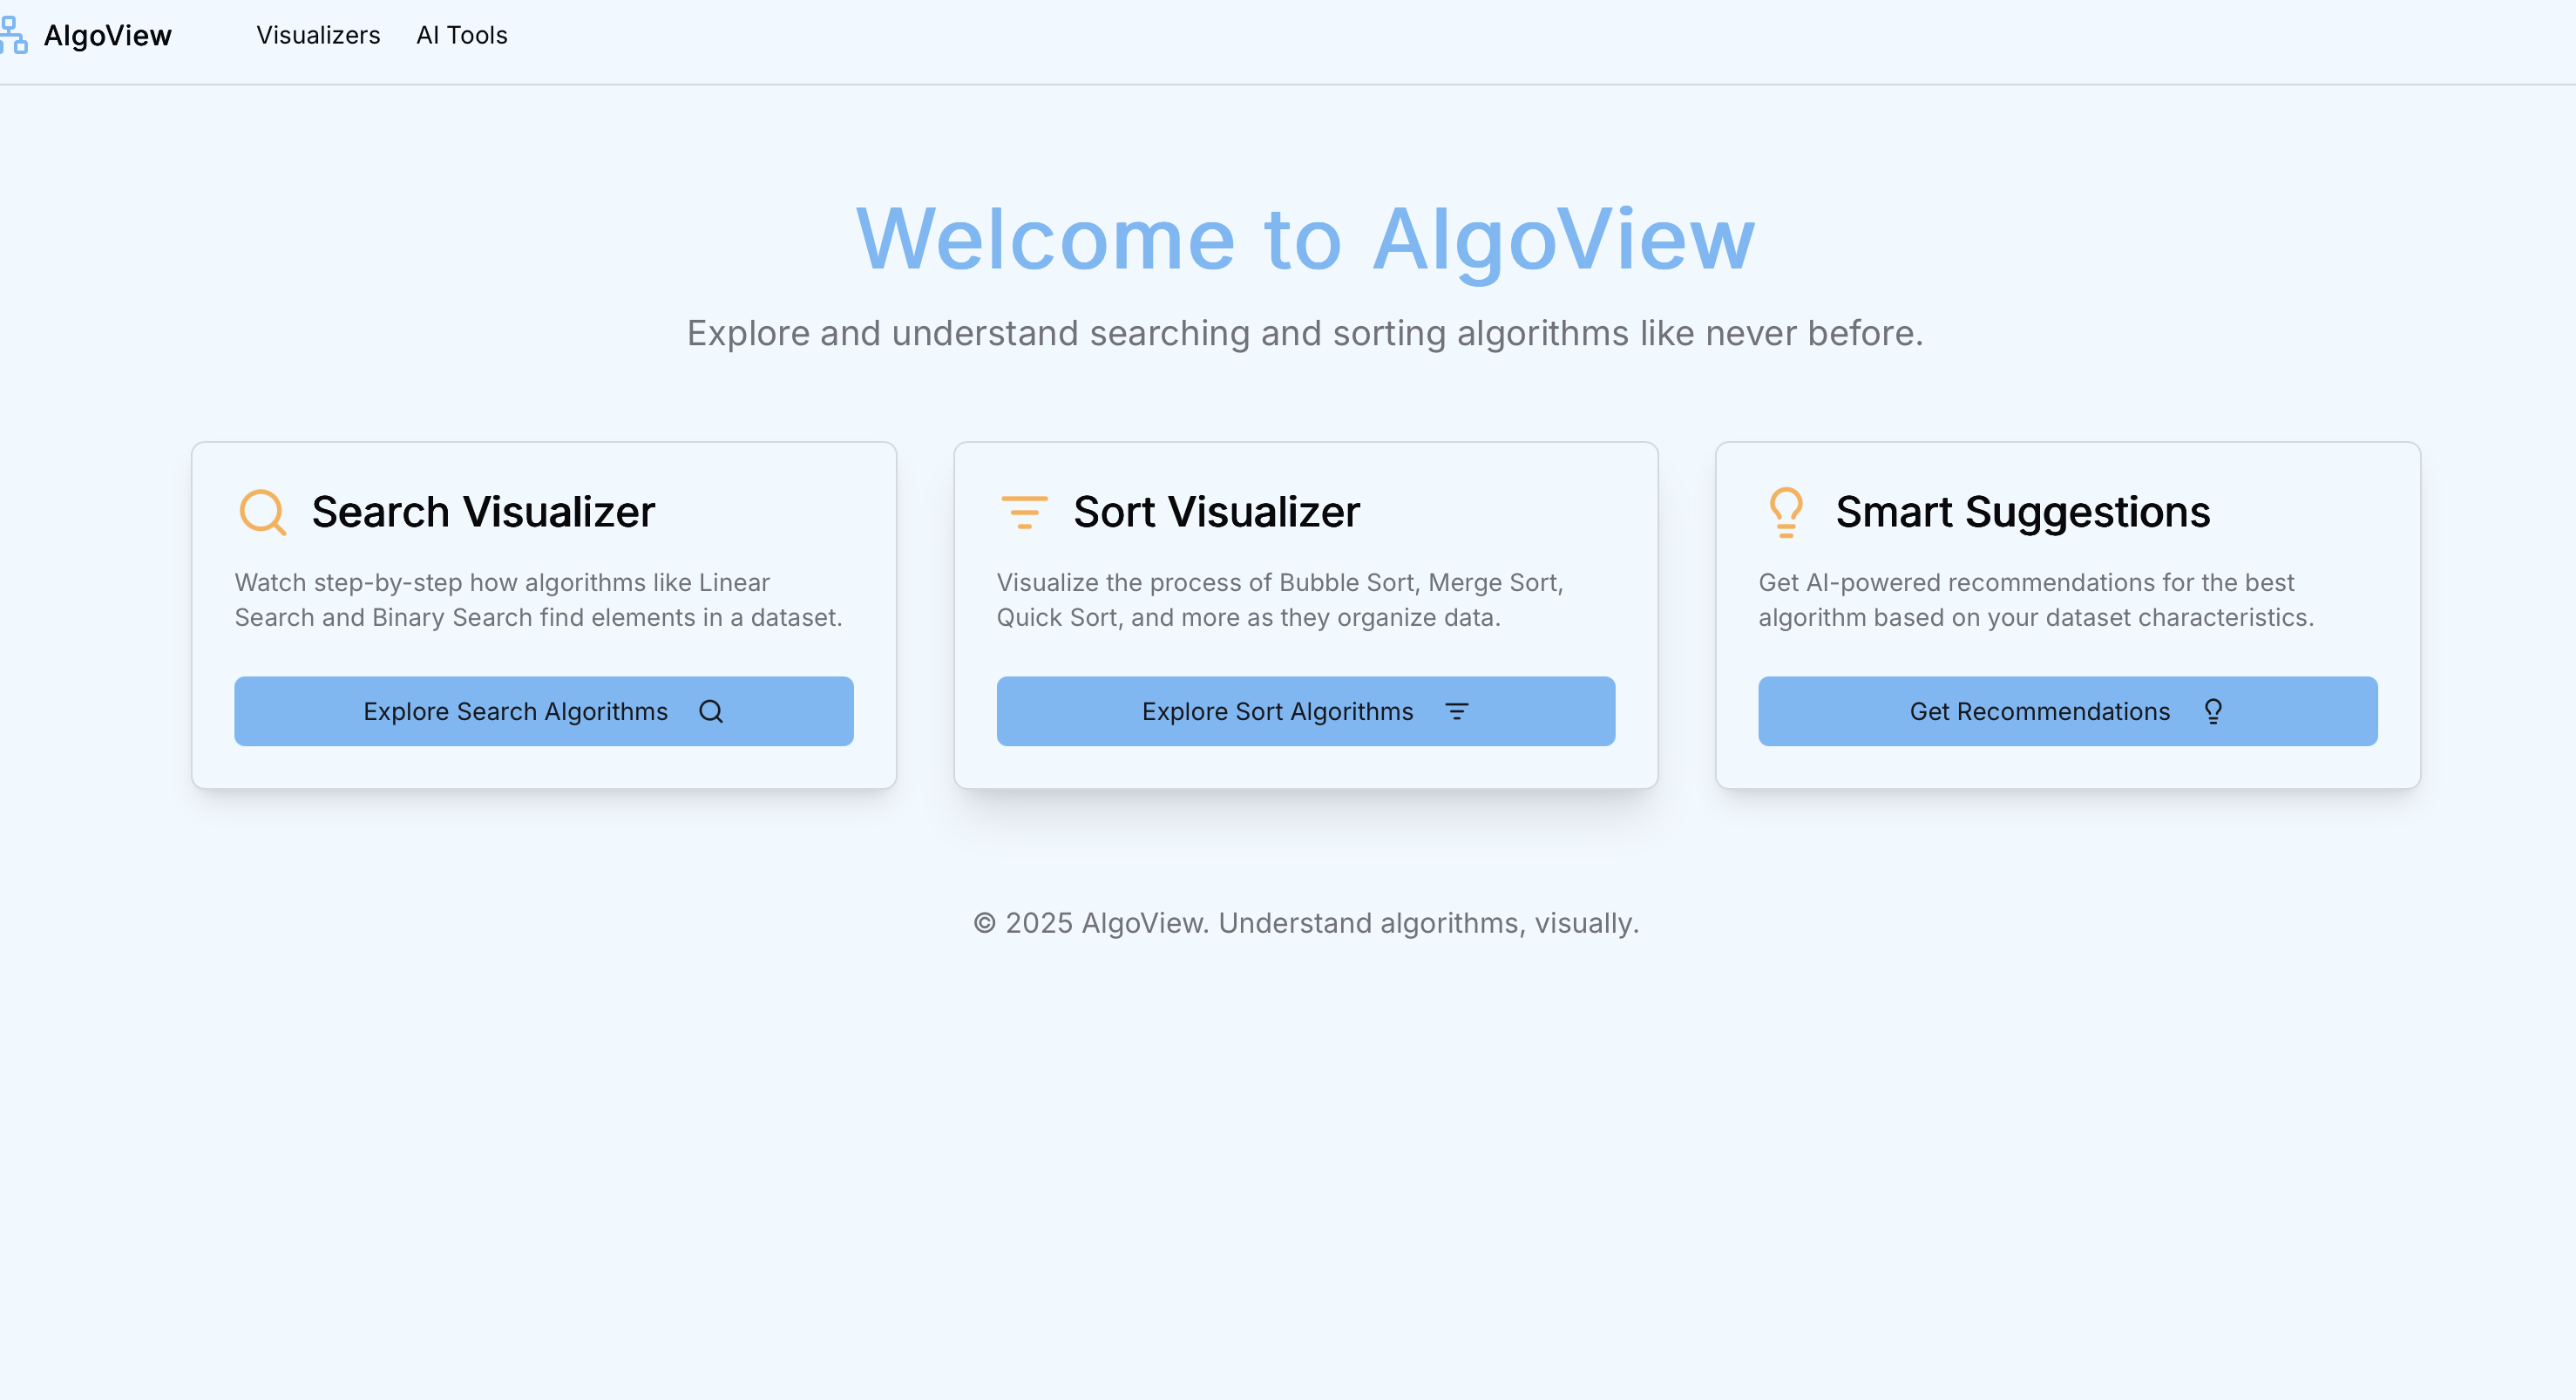 AlgoView
Visualizers
AI Tools
Welcome to AlgoView
Explore and understand searching and sorting algorithms like never before.
Search Visualizer
Watch step-by-step how algorithms like Linear
Search and Binary Search find elements in a dataset.
Explore Search Algorithms
Sort Visualizer
Visualize the process of Bubble Sort, Merge Sort,
Quick Sort, and more as they organize data.
Explore Sort Algorithms
Smart Suggestions
Get AI-powered recommendations for the best
algorithm based on your dataset characteristics.
Get Recommendations
© 2025 AlgoView. Understand algorithms, visually.